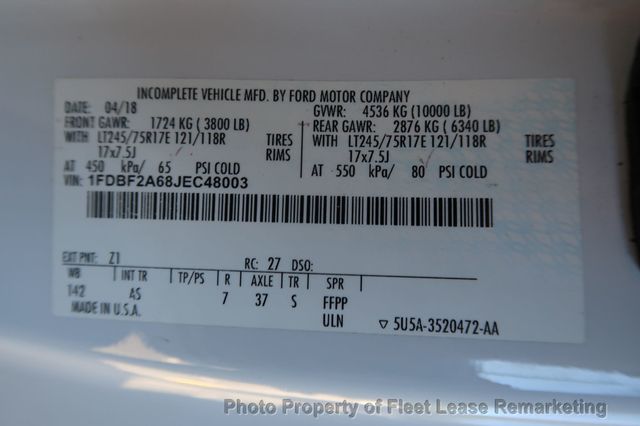 INCOMPLETE VEHICLE MFD. BY FORD MOTOR COMPANY
DATE: 04/18 GVWR: 4536 KG (10000 LB)
FRONT GAWR: 1724 KG ( 3800 LB) REAR GAWR: 2876 KG ( 6340 LB)
WITH LT245/75R17E 121/118R TIRES WITH LT245/75R17E 121/118R TIRES
17x7.5J RIMS 17x7.5J RIMS
AT 450 kPa/ 65 PSI COLD AT 550 kPa/ 80 PSI COLD
VIN: 1FDBF2A68JEC48003
EXT PNT: Z1 RC: 27 DSO:
WB INT TR TP/PS R AXLE TR SPR
142 AS 7 37 S FFPP
MADE IN U.S.A. ULN ▽ 5U5A-3520472-AA
Photo Property of Fleet Lease Remarketing